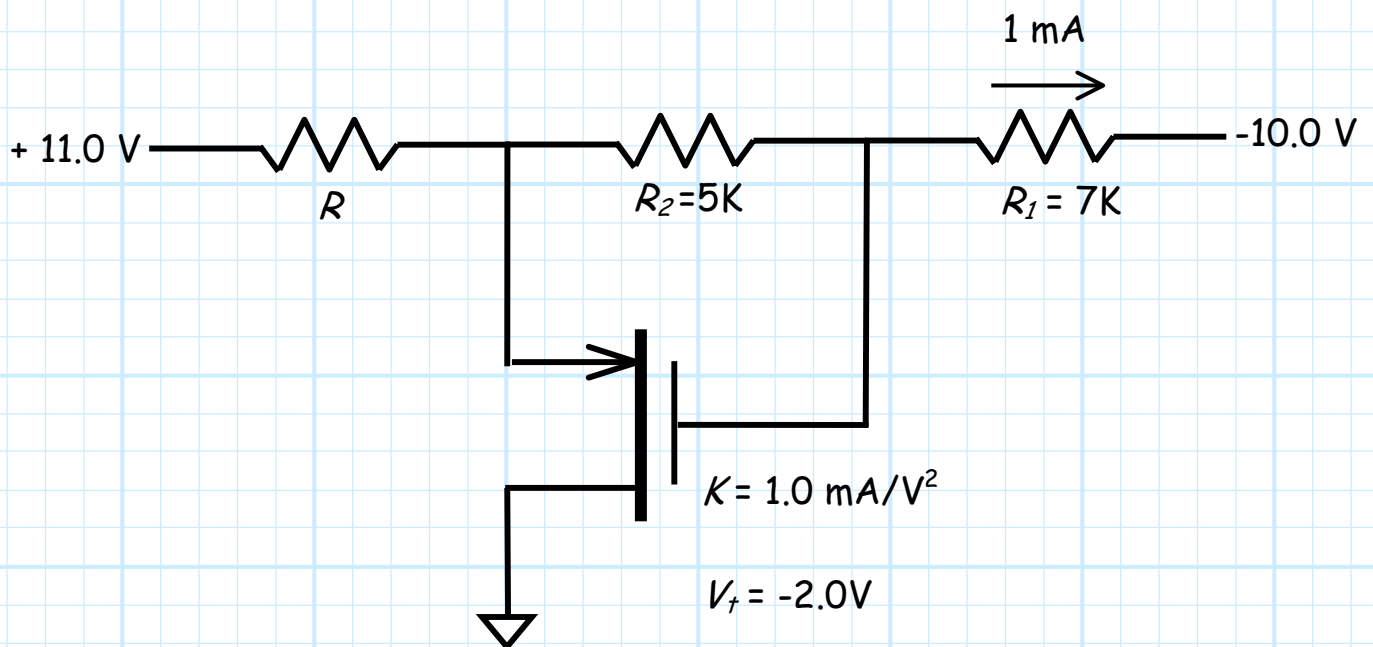 1 mA
+ 11.0 V
-10.0 V
R
R₂=5K
R₁ = 7K
K = 1.0 mA/V²
Vₜ = -2.0V